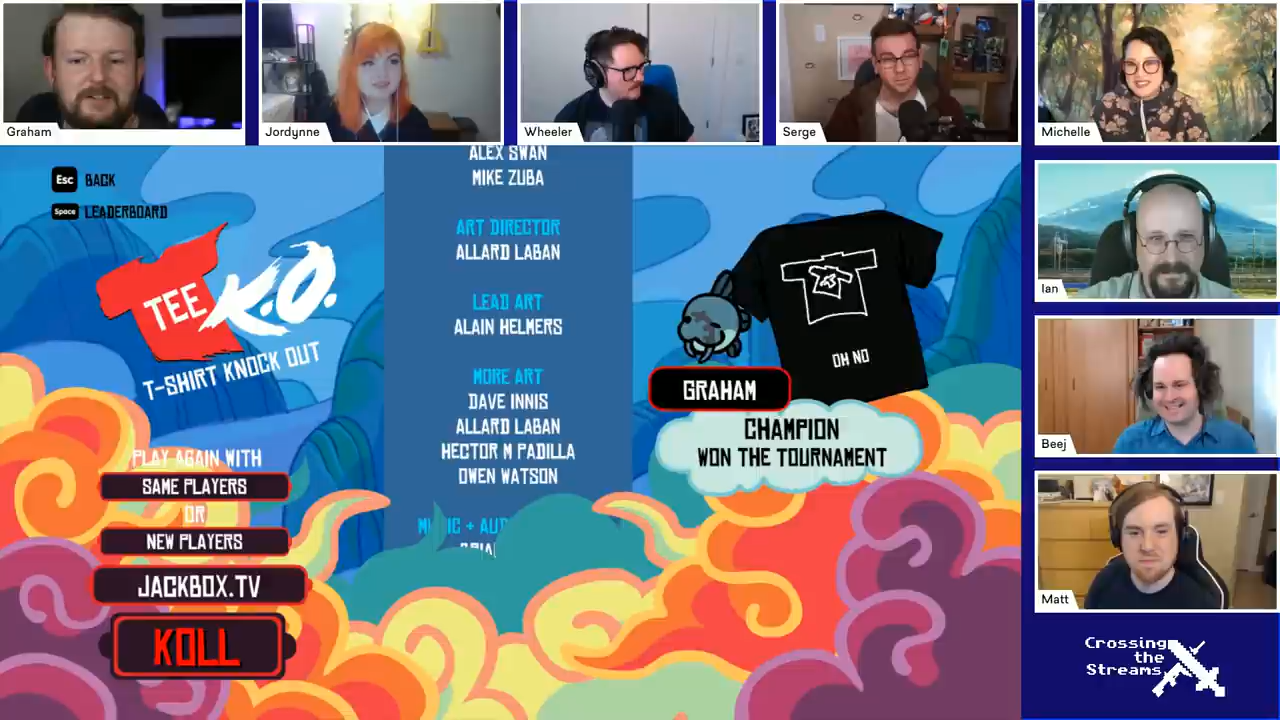 Graham
Jordynne
Wheeler
Serge
Michelle
Ian
Beej
Matt
Esc BACK
Space LEADERBOARD
TEE K.O.
T-SHIRT KNOCK OUT
PLAY AGAIN WITH
SAME PLAYERS
OR
NEW PLAYERS
JACKBOX.TV
KOLL
ALEX SWAN
MIKE ZUBA
ART DIRECTOR
ALLARD LABAN
LEAD ART
ALAIN HELMERS
MORE ART
DAVE INNIS
ALLARD LABAN
HECTOR M PADILLA
OWEN WATSON
OH NO
GRAHAM
CHAMPION
WON THE TOURNAMENT
Crossing
the
Streams